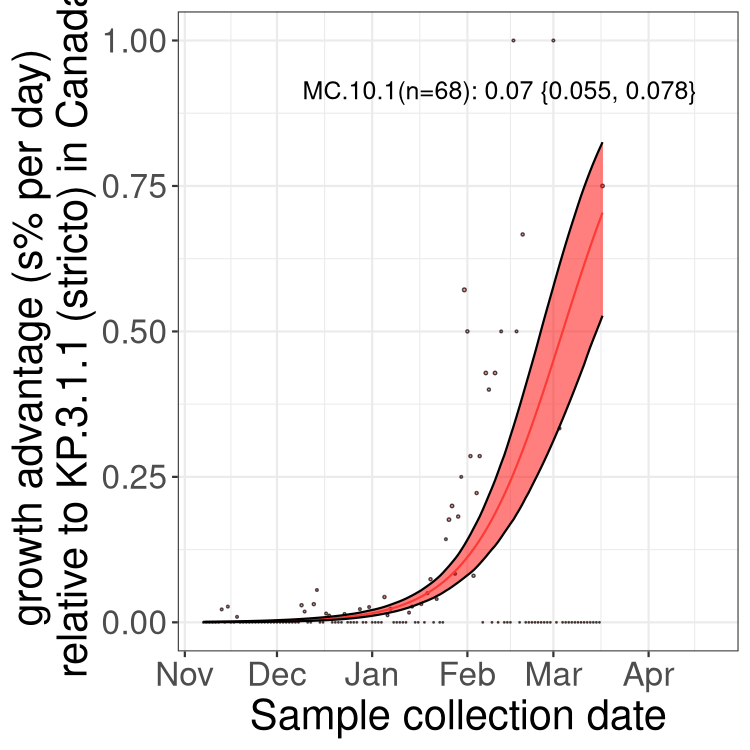 growth advantage (s% per day)
relative to KP.3.1.1 (stricto) in Canada
1.00
0.75
0.50
0.25
0.00
MC.10.1(n=68): 0.07 {0.055, 0.078}
Nov Dec Jan Feb Mar Apr
Sample collection date